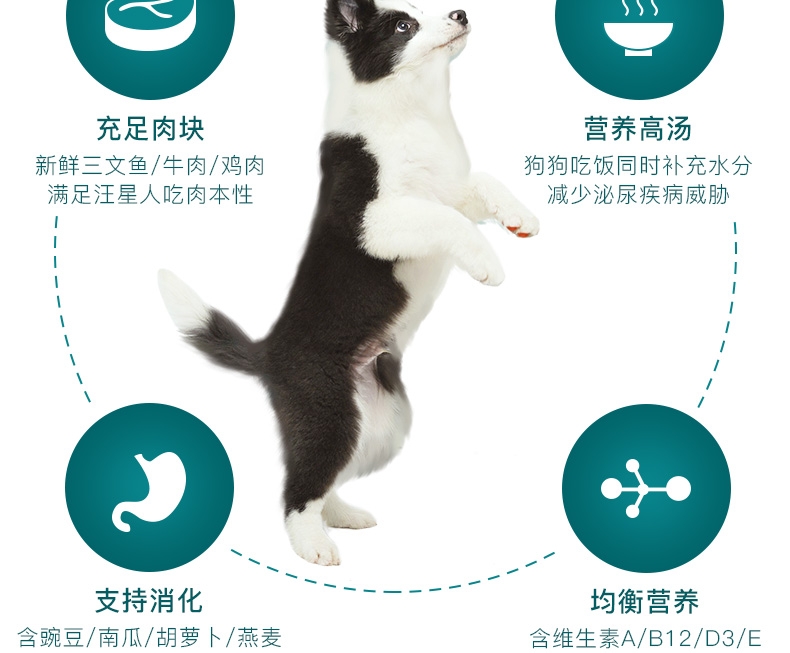 充足肉块
新鲜三文鱼/牛肉/鸡肉
满足汪星人吃肉本性
营养高汤
狗狗吃饭同时补充水分
减少泌尿疾病威胁
支持消化
含豌豆/南瓜/胡萝卜/燕麦
均衡营养
含维生素A/B12/D3/E